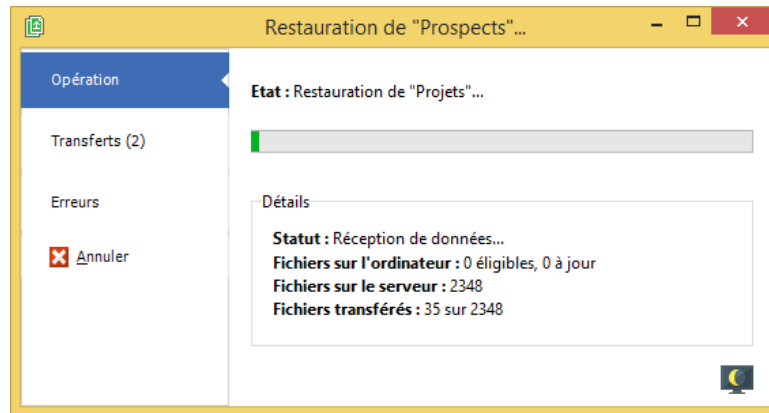 Restauration de "Prospects"...
Opération
Transferts (2)
Erreurs
Annuler
Etat : Restauration de "Projets"...
Détails
Statut : Réception de données...
Fichiers sur l'ordinateur : 0 éligibles, 0 à jour
Fichiers sur le serveur : 2348
Fichiers transférés : 35 sur 2348